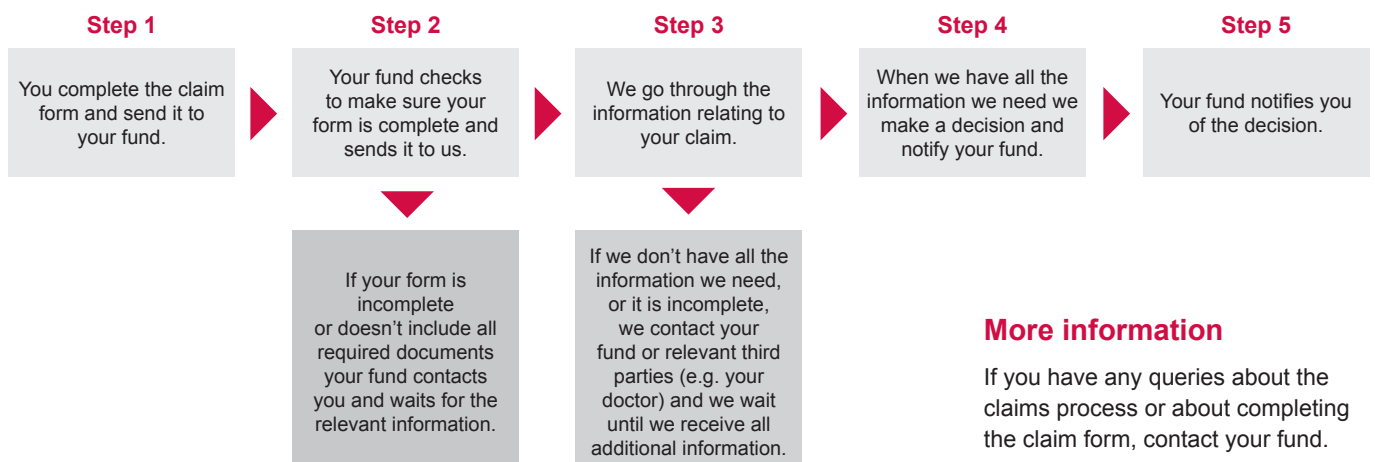 Step 1
You complete the claim
form and send it to
your fund.
Step 2
Your fund checks
to make sure your
form is complete and
sends it to us.
Step 3
We go through the
information relating to
your claim.
Step 4
When we have all the
information we need we
make a decision and
notify your fund.
Step 5
Your fund notifies you
of the decision.
If your form is
incomplete
or doesn’t include all
required documents
your fund contacts
you and waits for the
relevant information.
If we don’t have all the
information we need,
or it is incomplete,
we contact your
fund or relevant third
parties (e.g. your
doctor) and we wait
until we receive all
additional information.
More information
If you have any queries about the
claims process or about completing
the claim form, contact your fund.